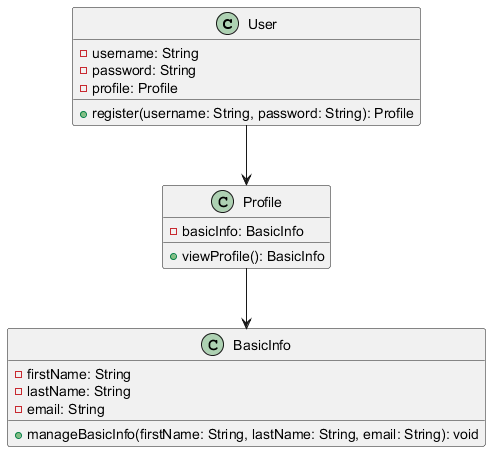 C User
username: String
password: String
profile: Profile
register(username: String, password: String): Profile
C Profile
basicInfo: BasicInfo
viewProfile(): BasicInfo
C BasicInfo
firstName: String
lastName: String
email: String
manageBasicInfo(firstName: String, lastName: String, email: String): void